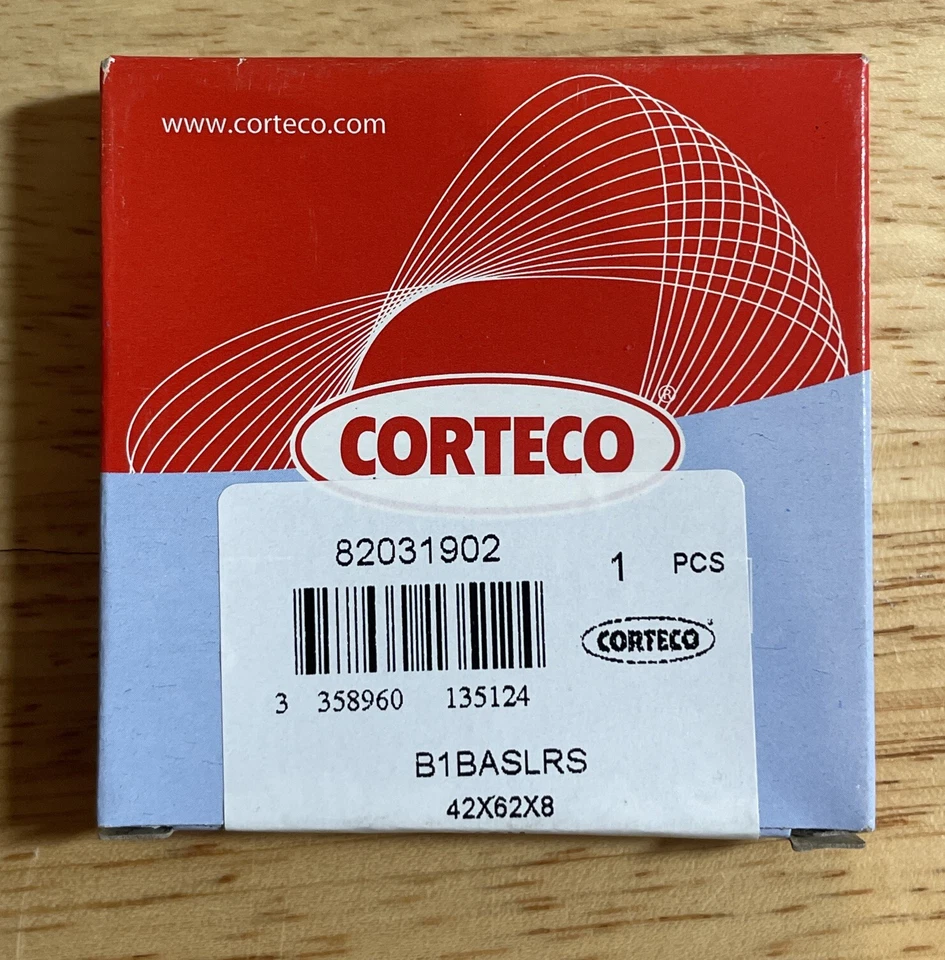 www.corteco.com
CORTECO®
82031902
1 PCS
CORTECO
3 358960 135124
B1BASLRS
42X62X8